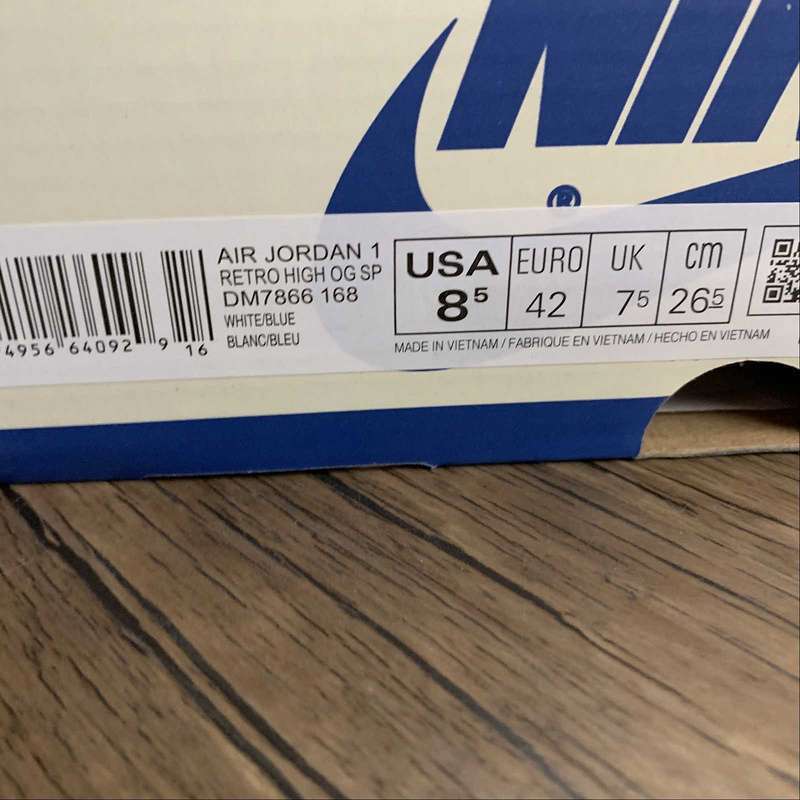 NIK
®
AIR JORDAN 1
RETRO HIGH OG SP
DM7866 168
WHITE/BLUE
BLANC/BLEU
4956 64092 9 16
USA EURO UK cm
8⁵ 42 7⁵ 26⁵
MADE IN VIETNAM / FABRIQUE EN VIETNAM / HECHO EN VIETNAM